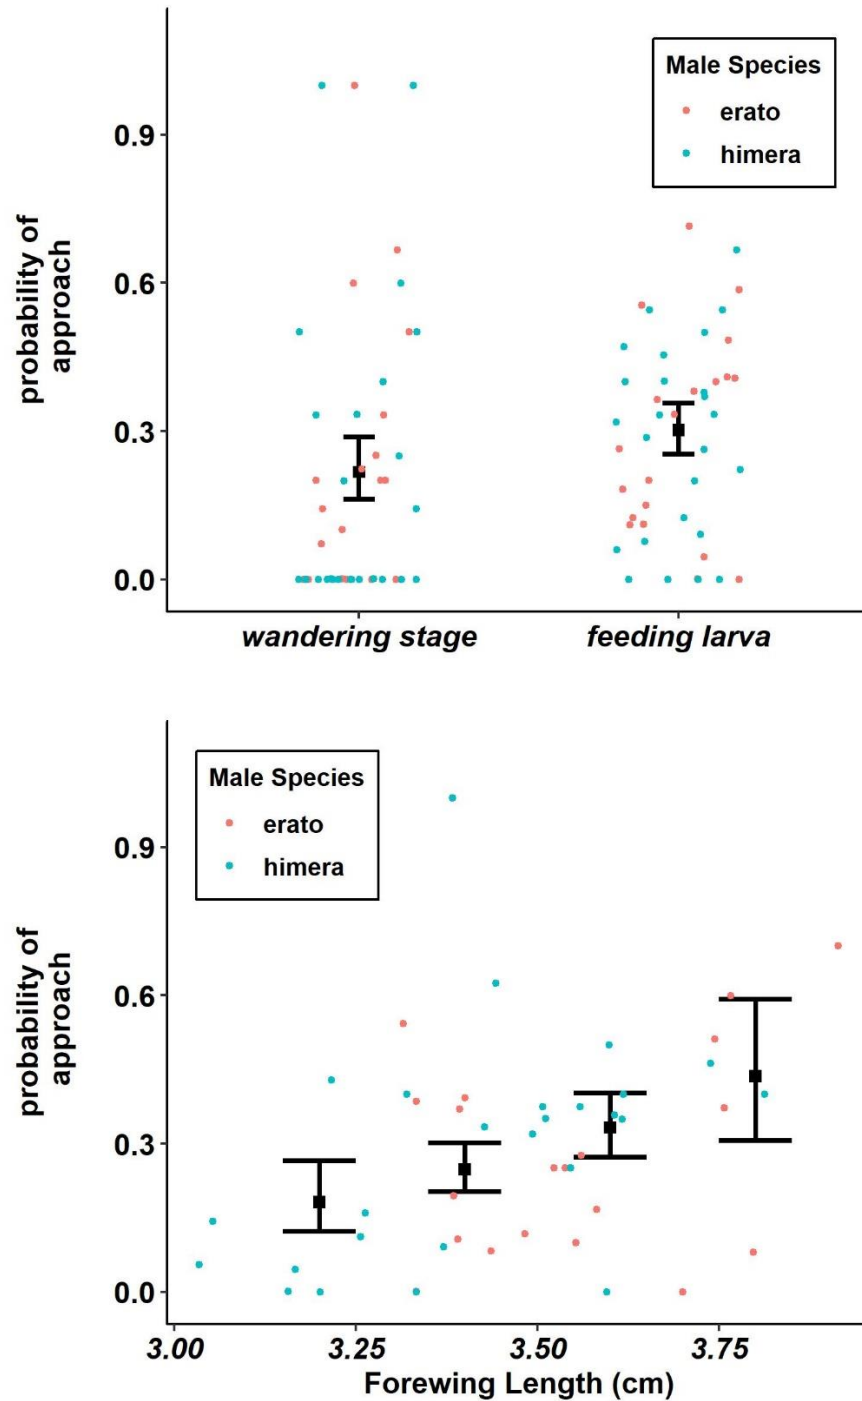 Male Species
erato
himera
0.9
0.6
0.3
0.0
probability of
approach
wandering stage
feeding larva
Male Species
erato
himera
0.9
0.6
0.3
0.0
probability of
approach
3.00
3.25
3.50
3.75
Forewing Length (cm)